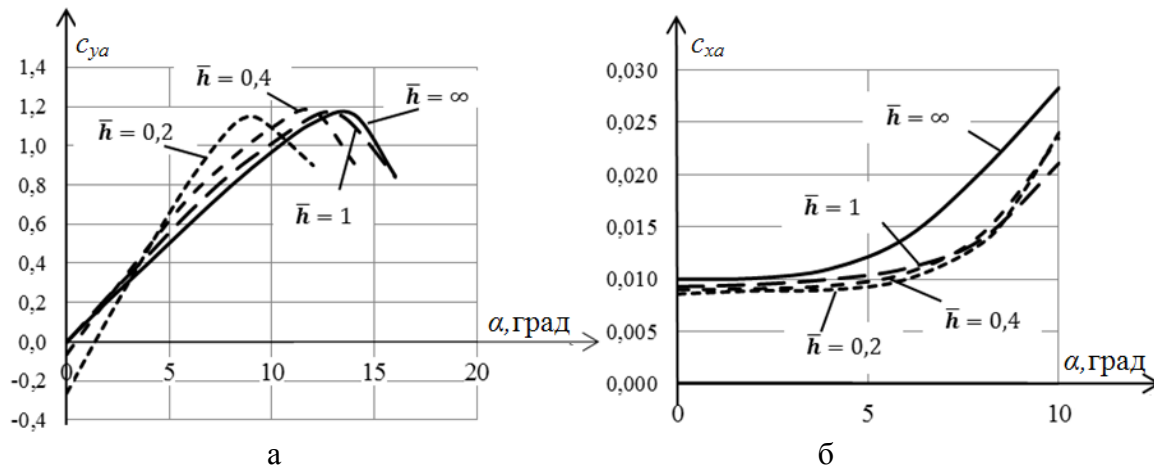 c_ya
1,4
1,2
1,0
0,8
0,6
0,4
0,2
0,0
-0,2
-0,4
h̄ = 0,4
h̄ = ∞
h̄ = 0,2
h̄ = 1
α, град
0 5 10 15 20
а
c_xa
0,030
0,025
0,020
0,015
0,010
0,005
0,000
h̄ = ∞
h̄ = 1
h̄ = 0,2
h̄ = 0,4
α, град
0 5 10
б